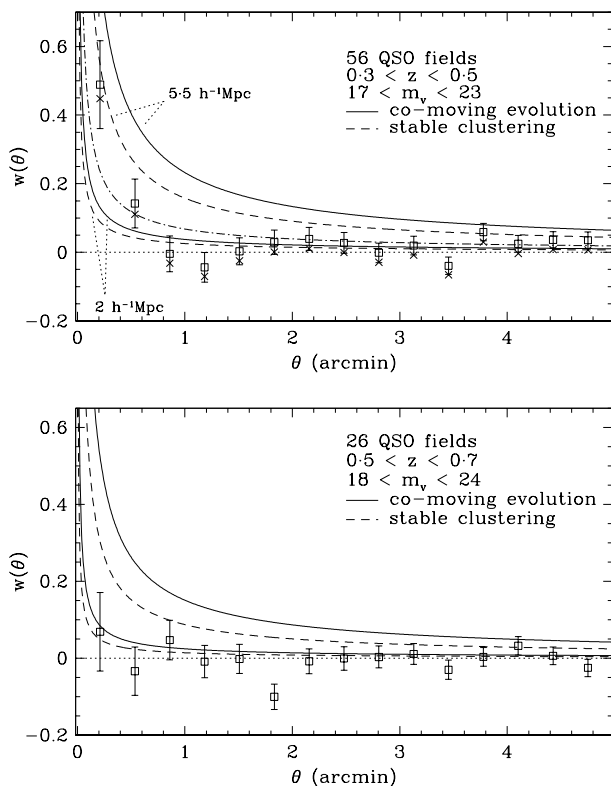 56 QSO fields
0·3 < z < 0·5
17 < m_v < 23
co-moving evolution
stable clustering
5·5 h⁻¹Mpc
2 h⁻¹Mpc
w(θ)
0.6
0.4
0.2
0
−0.2
0 1 2 3 4
θ (arcmin)
26 QSO fields
0·5 < z < 0·7
18 < m_v < 24
co-moving evolution
stable clustering
w(θ)
0.6
0.4
0.2
0
−0.2
0 1 2 3 4
θ (arcmin)